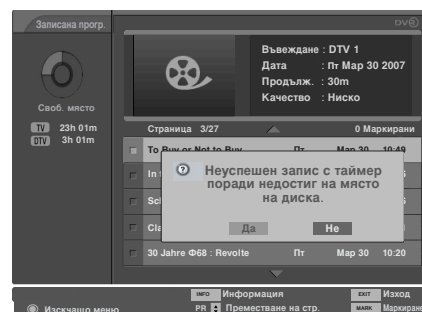 Записана прогр.
DVR
Въвеждане : DTV 1
Дата : Пт Мар 30 2007
Продълж. : 30m
Качество : Ниско
Своб. място
TV 23h 01m
DTV 3h 01m
Страница 3/27
0 Маркирани
To Buy or Not to Buy Пт Мар 30 10:49
In
Неуспешен запис с таймер
поради недостиг на място
на диска.
Да Не
30 Jahre Ф68 : Revolte Пт Мар 30 10:20
INFO Информация EXIT Изход
Изскчащо меню PR Преместване на стр. MARK Маркиране